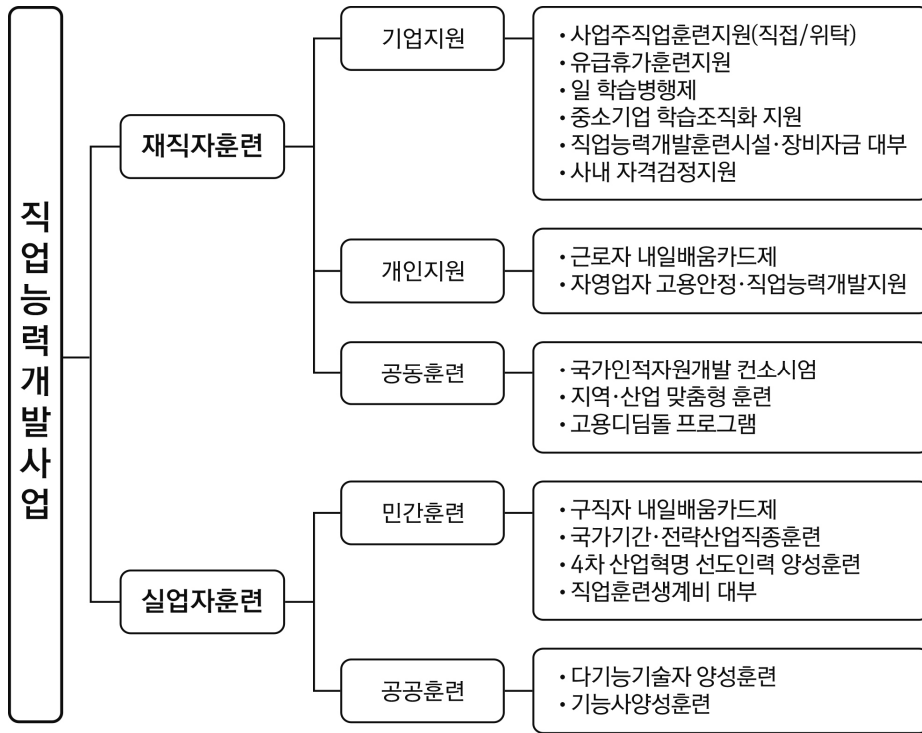 직업능력개발사업
재직자훈련
기업지원
• 사업주직업훈련지원(직접/위탁)
• 유급휴가훈련지원
• 일 학습병행제
• 중소기업 학습조직화 지원
• 직업능력개발훈련시설·장비자금 대부
• 사내 자격검정지원
개인지원
• 근로자 내일배움카드제
• 자영업자 고용안정·직업능력개발지원
공동훈련
• 국가인적자원개발 컨소시엄
• 지역·산업 맞춤형 훈련
• 고용디딤돌 프로그램
실업자훈련
민간훈련
• 구직자 내일배움카드제
• 국가기간·전략산업직종훈련
• 4차 산업혁명 선도인력 양성훈련
• 직업훈련생계비 대부
공공훈련
• 다기능기술자 양성훈련
• 기능사양성훈련